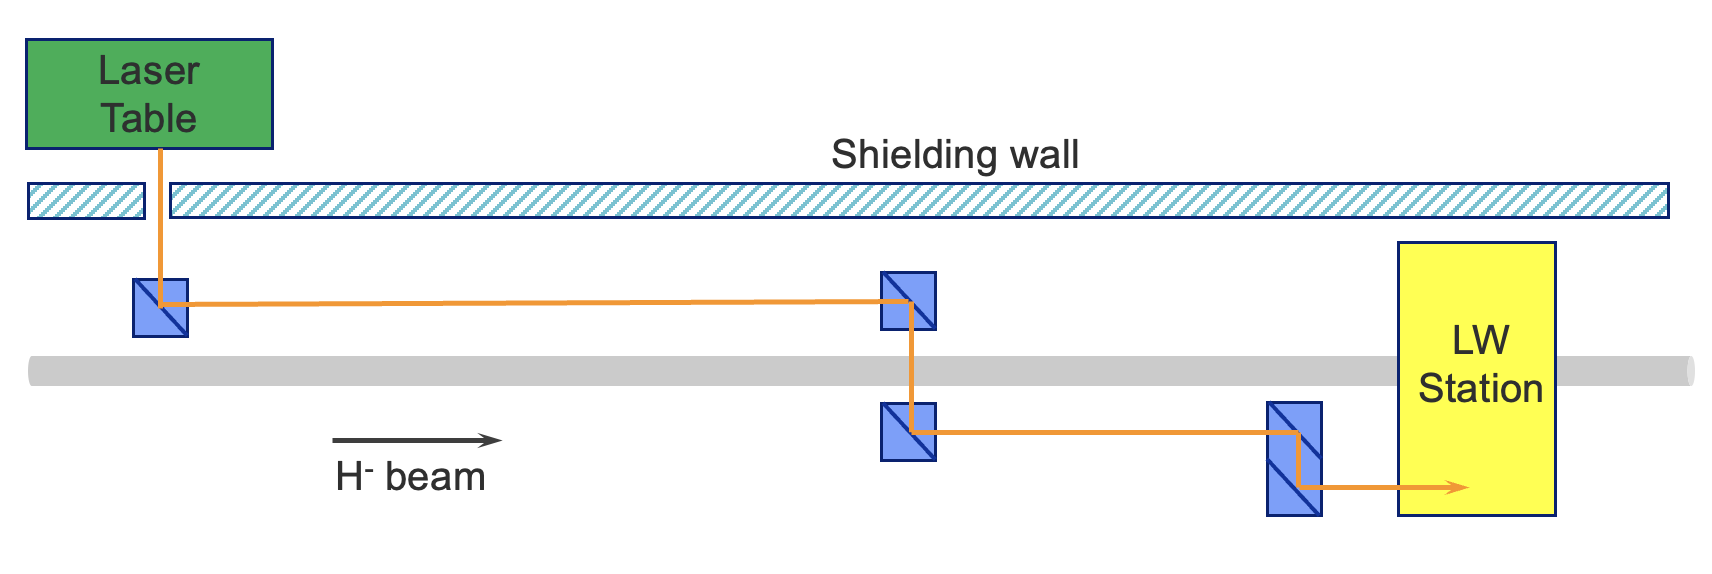 Laser
Table
Shielding wall
LW
Station
H- beam